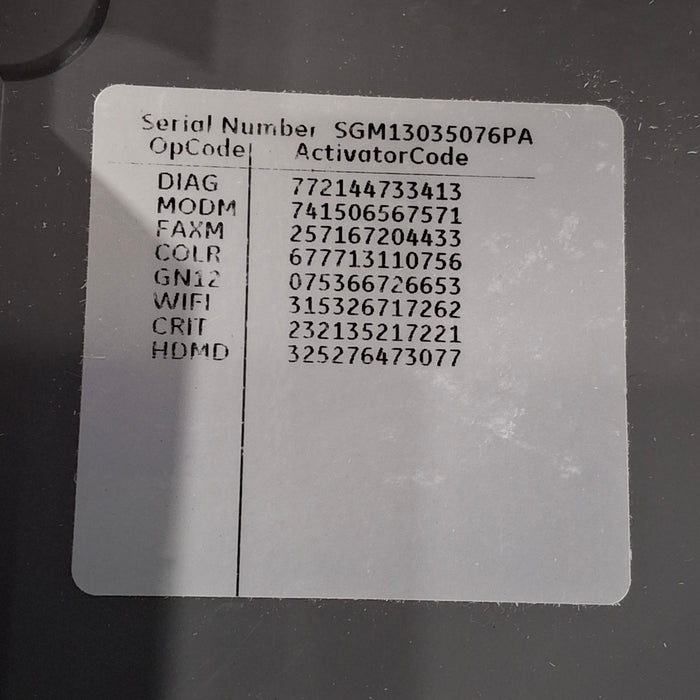 Serial Number SGM13035076PA
OpCode ActivatorCode
DIAG 772144733413
MODM 741506567571
FAXM 257167204433
COLR 677713110756
GN12 075366726653
WIFI 315326717262
CRIT 232135217221
HDMD 325276473077